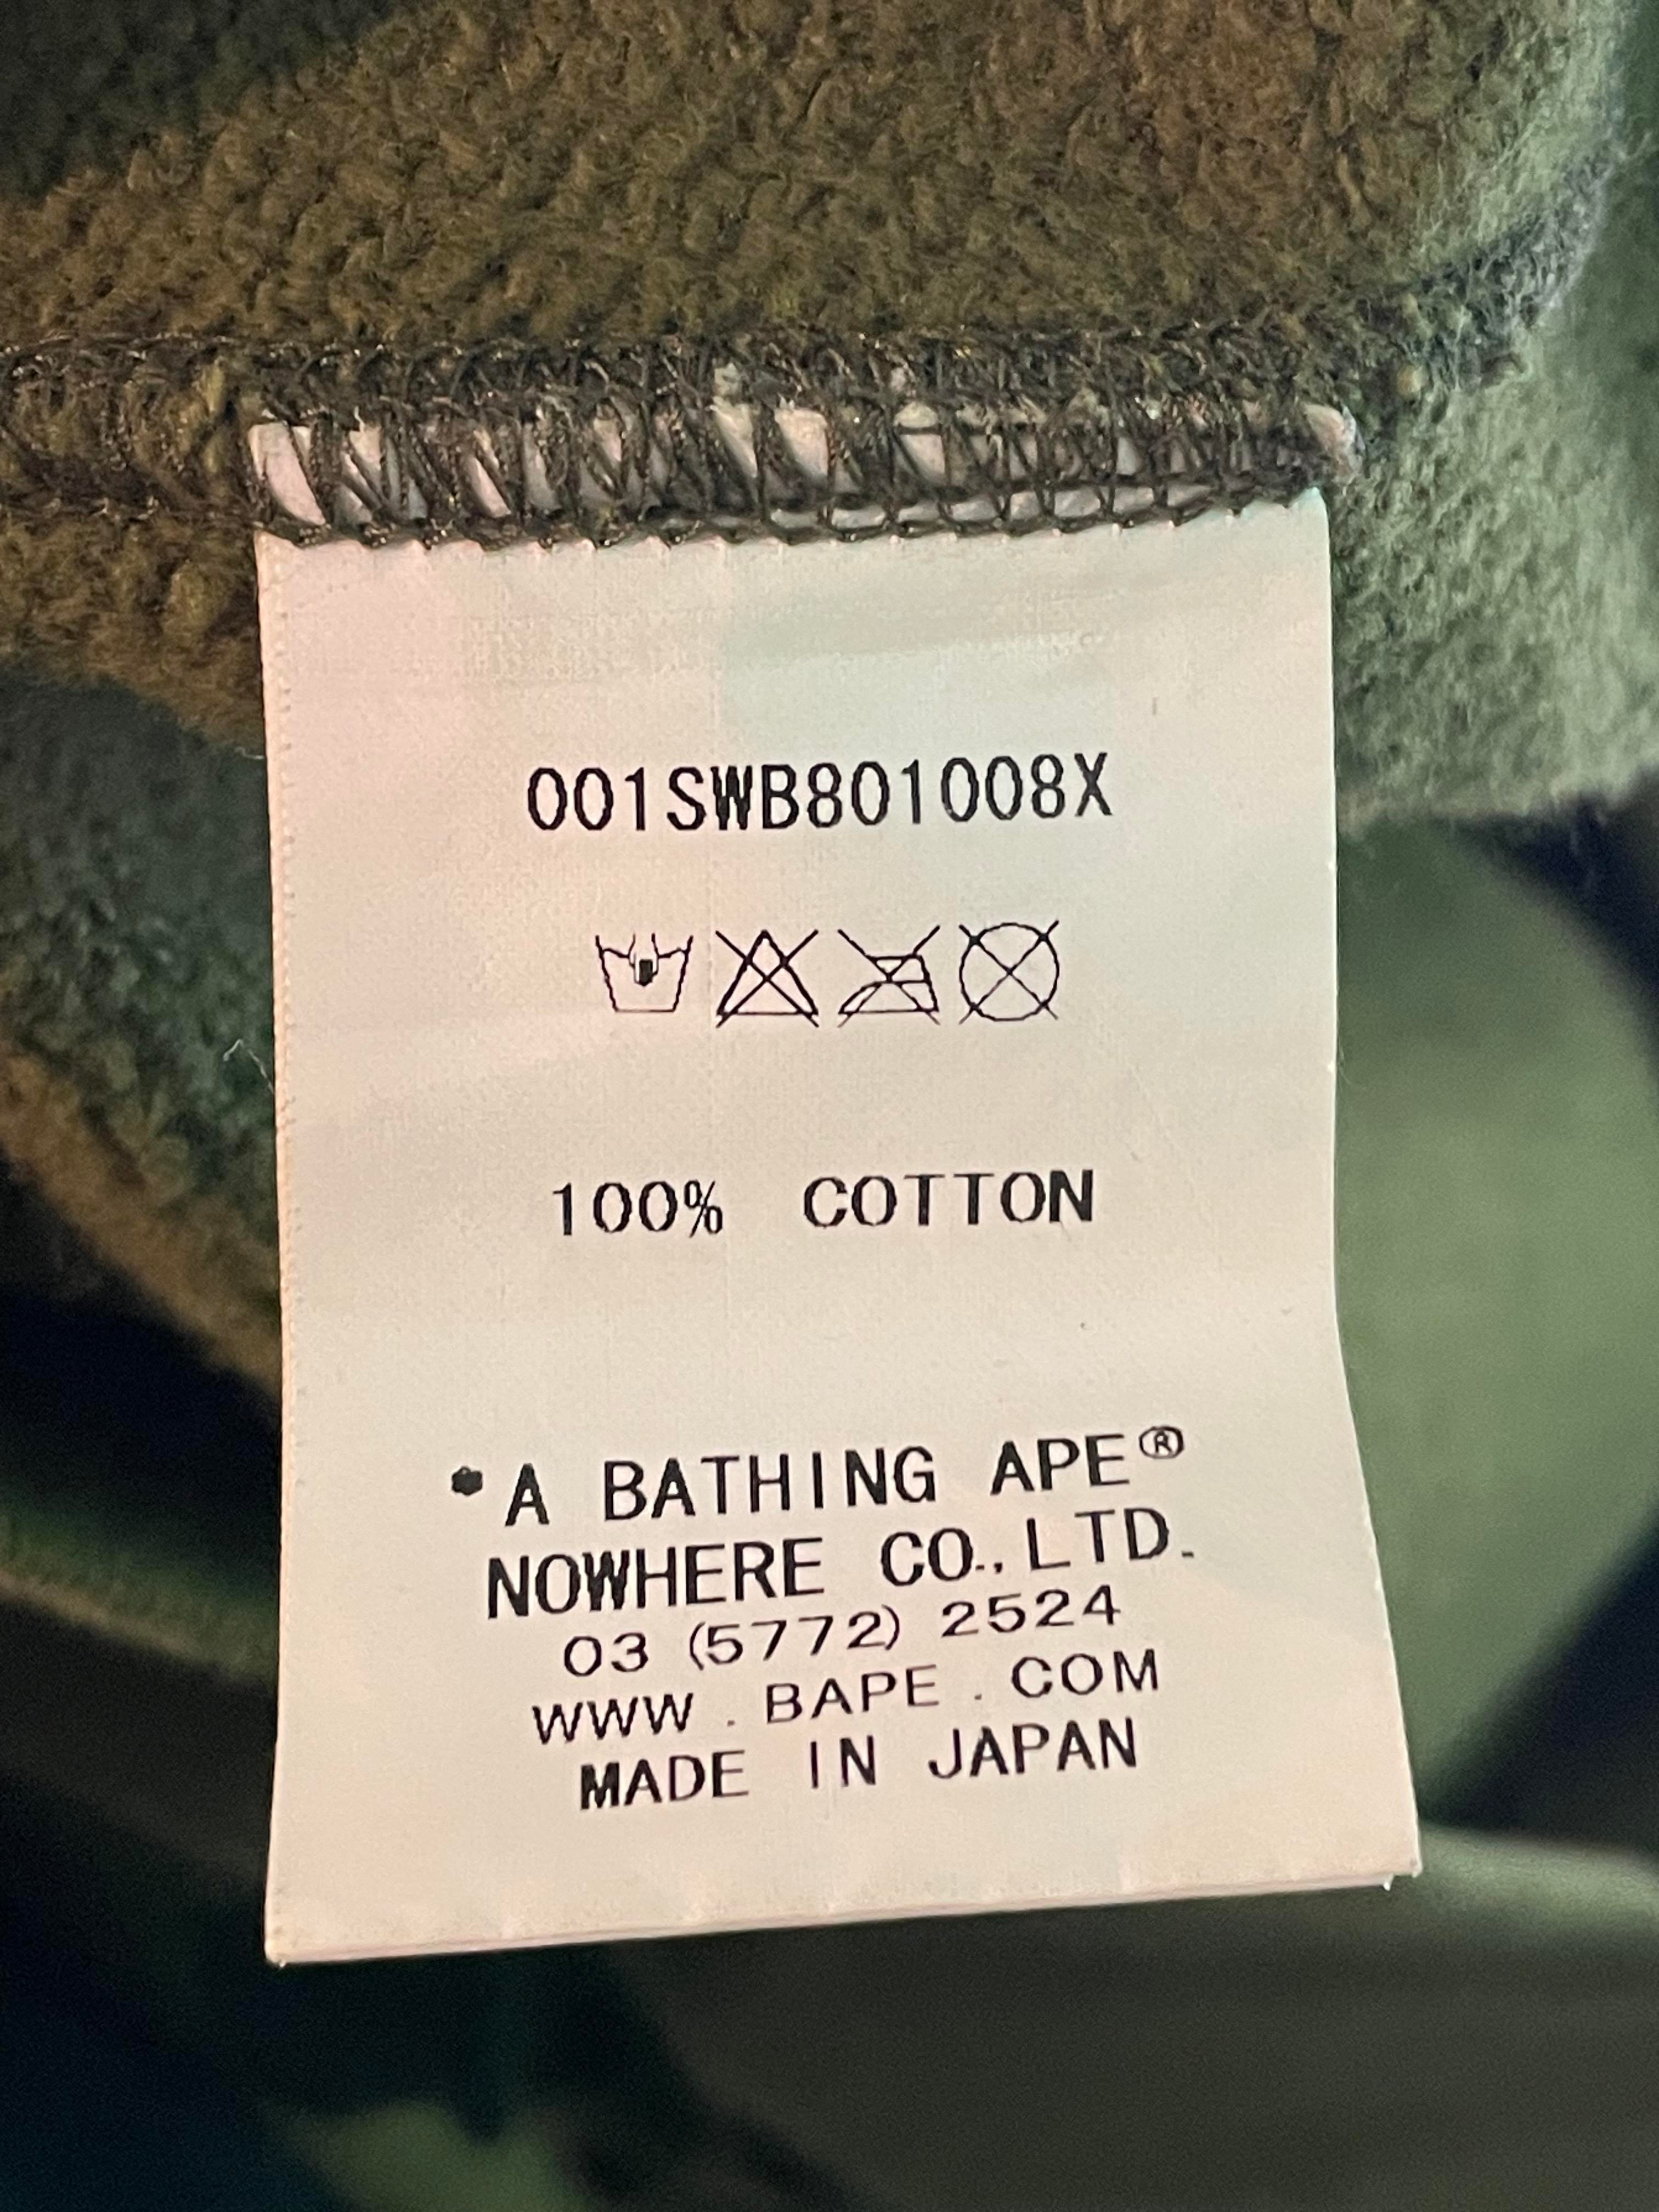 001SWB801008X
100% COTTON
*A BATHING APE®
NOWHERE CO.,LTD.
03 (5772) 2524
WWW . BAPE . COM
MADE IN JAPAN